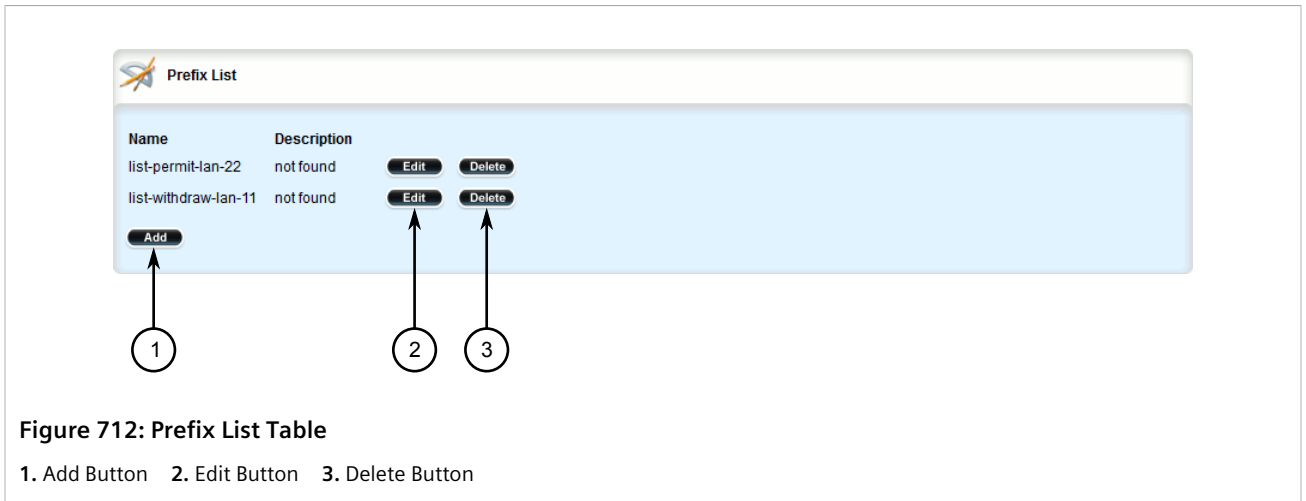 Prefix List
Name Description
list-permit-lan-22 not found Edit Delete
list-withdraw-lan-11 not found Edit Delete
Add
1 2 3
Figure 712: Prefix List Table
1. Add Button 2. Edit Button 3. Delete Button